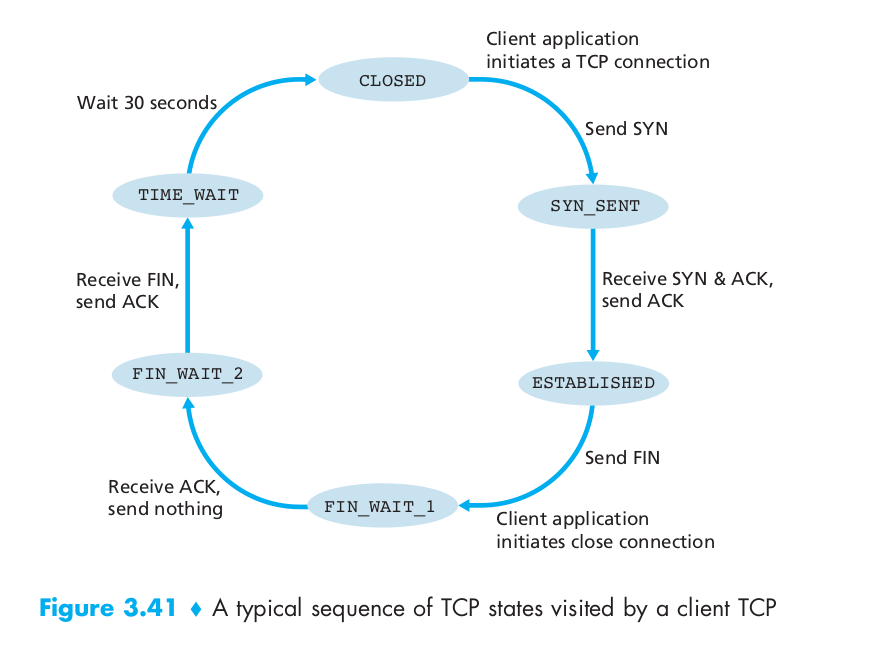 Client application
initiates a TCP connection
CLOSED
Wait 30 seconds
Send SYN
TIME_WAIT
SYN_SENT
Receive FIN,
send ACK
Receive SYN & ACK,
send ACK
FIN_WAIT_2
ESTABLISHED
Send FIN
Receive ACK,
send nothing
FIN_WAIT_1
Client application
initiates close connection
Figure 3.41 ♦ A typical sequence of TCP states visited by a client TCP